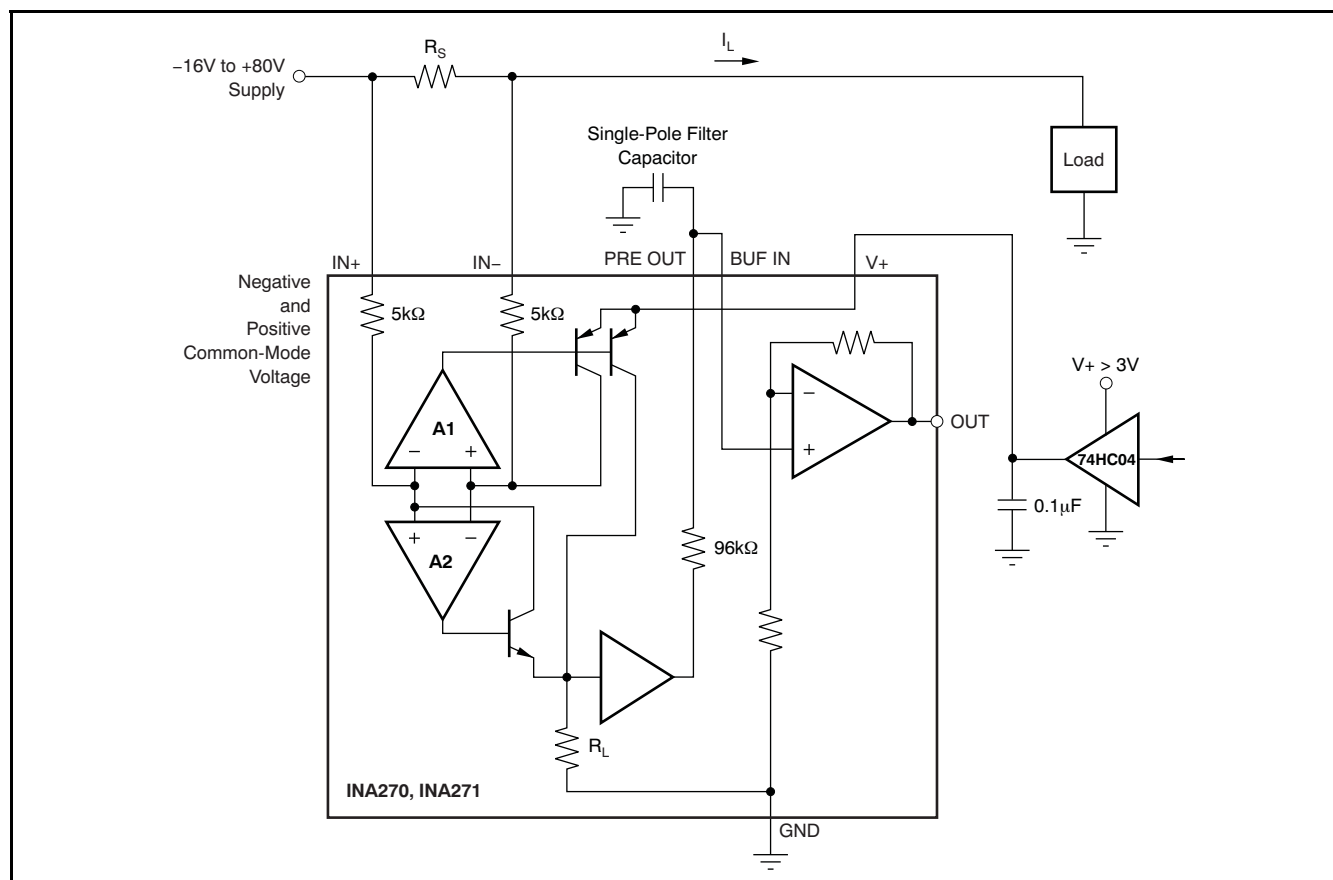 −16V to +80V
Supply
R_S
I_L
Single-Pole Filter
Capacitor
Load
IN+
IN−
PRE OUT
BUF IN
V+
Negative
and
Positive
Common-Mode
Voltage
5kΩ
5kΩ
V+ > 3V
A1
− +
−
+
OUT
74HC04
0.1μF
+ −
A2
96kΩ
R_L
INA270, INA271
GND